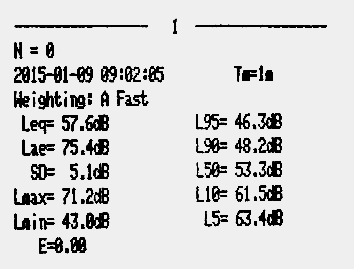 1
N = 0
2015-01-09 09:02:05 Tm=1m
Weighting: A Fast
Leq= 57.6dB L95= 46.3dB
Lae= 75.4dB L90= 48.2dB
SD= 5.1dB L50= 53.3dB
Lmax= 71.2dB L10= 61.5dB
Lmin= 43.0dB L5= 63.4dB
E=0.00